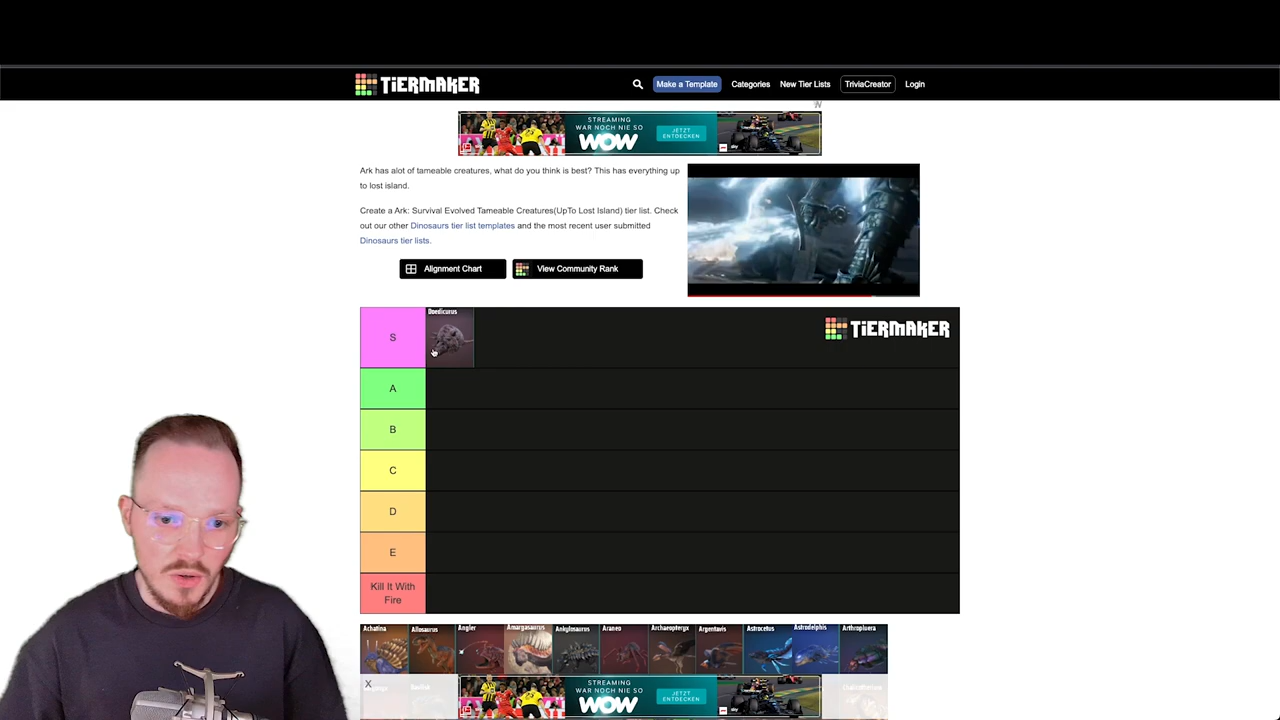 TIERMAKER
Make a Template
Categories
New Tier Lists
TriviaCreator
Login
STREAMING
WAR NOCH NIE SO
WOW
JETZT
ENTDECKEN
sky
Ark has alot of tameable creatures, what do you think is best? This has everything up
to lost island.
Create a Ark: Survival Evolved Tameable Creatures(UpTo Lost Island) tier list. Check
out our other Dinosaurs tier list templates and the most recent user submitted
Dinosaurs tier lists.
Alignment Chart
View Community Rank
S
Doedicurus
TIERMAKER
A
B
C
D
E
Kill It With
Fire
Achatina
Allosaurus
Angler
Amargasaurus
Ankylosaurus
Araneo
Archaeopteryx
Argentavis
Astrocetus
Astrodelphis
Arthropluera
X
STREAMING
WAR NOCH NIE SO
WOW
JETZT
ENTDECKEN
sky